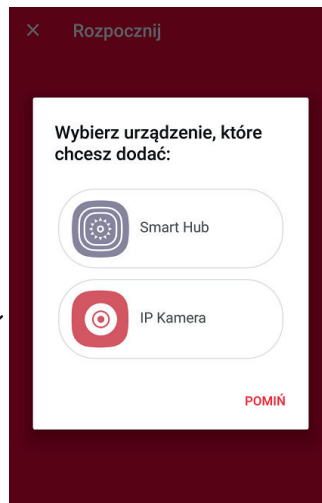 Rozpocznij
Wybierz urządzenie, które
chcesz dodać:
Smart Hub
IP Kamera
POMIŃ